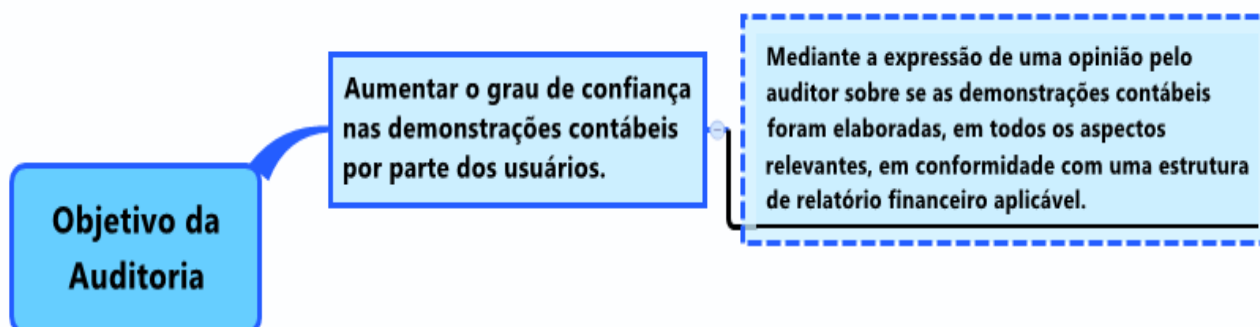 Objetivo da
Auditoria
Aumentar o grau de confiança
nas demonstrações contábeis
por parte dos usuários.
Mediante a expressão de uma opinião pelo
auditor sobre se as demonstrações contábeis
foram elaboradas, em todos os aspectos
relevantes, em conformidade com uma estrutura
de relatório financeiro aplicável.